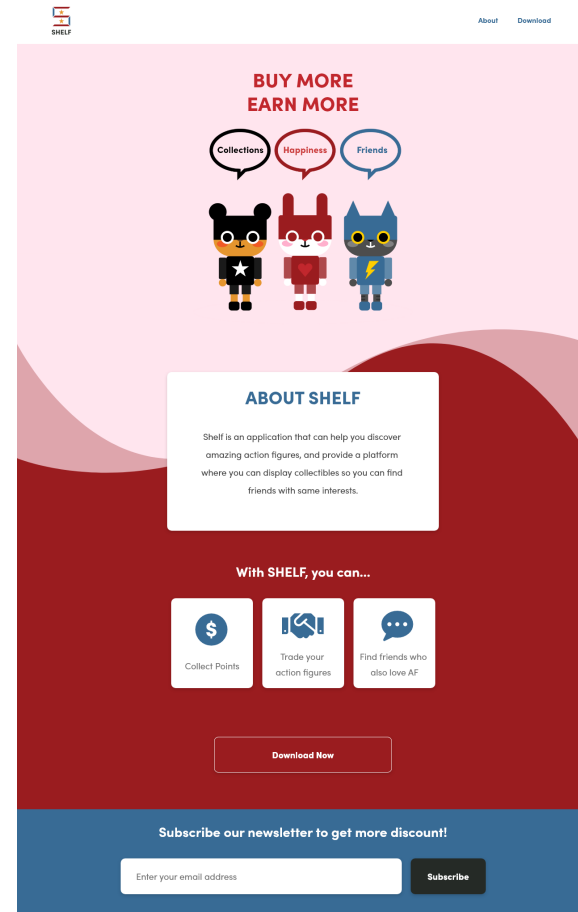 SHELF
About
Download
BUY MORE
EARN MORE
Collections
Happiness
Friends
ABOUT SHELF
Shelf is an application that can help you discover
amazing action figures, and provide a platform
where you can display collectibles so you can find
friends with same interests.
With SHELF, you can...
$
Collect Points
Trade your
action figures
Find friends who
also love AF
Download Now
Subscribe our newsletter to get more discount!
Enter your email address
Subscribe